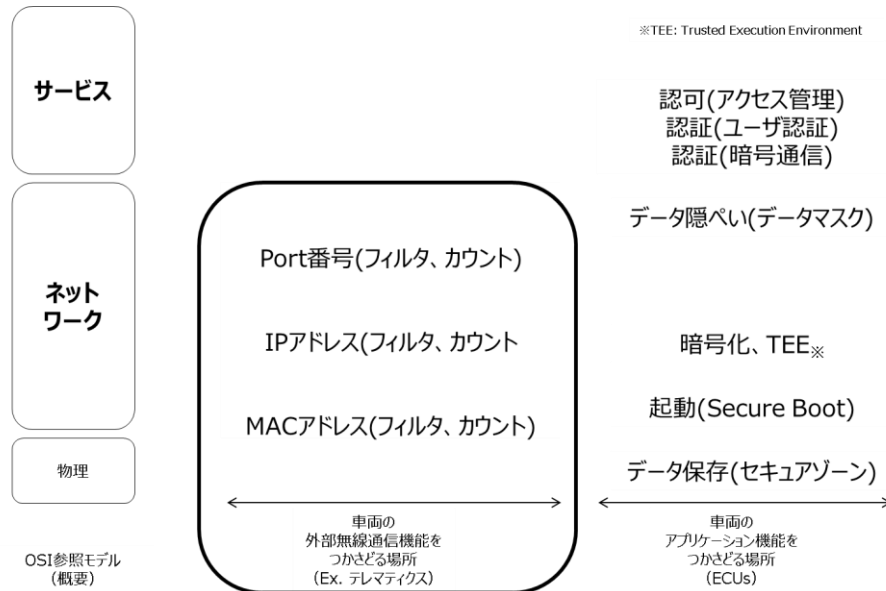 ※TEE: Trusted Execution Environment
サービス
認可(アクセス管理)
認証(ユーザ認証)
認証(暗号通信)
データ隠ぺい(データマスク)
ネット
ワーク
Port番号(フィルタ、カウント)
IPアドレス(フィルタ、カウント
暗号化、TEE※
MACアドレス(フィルタ、カウント)
起動(Secure Boot)
物理
データ保存(セキュアゾーン)
OSI参照モデル
(概要)
車両の
外部無線通信機能を
つかさどる場所
(Ex. テレマティクス)
車両の
アプリケーション機能を
つかさどる場所
(ECUs)